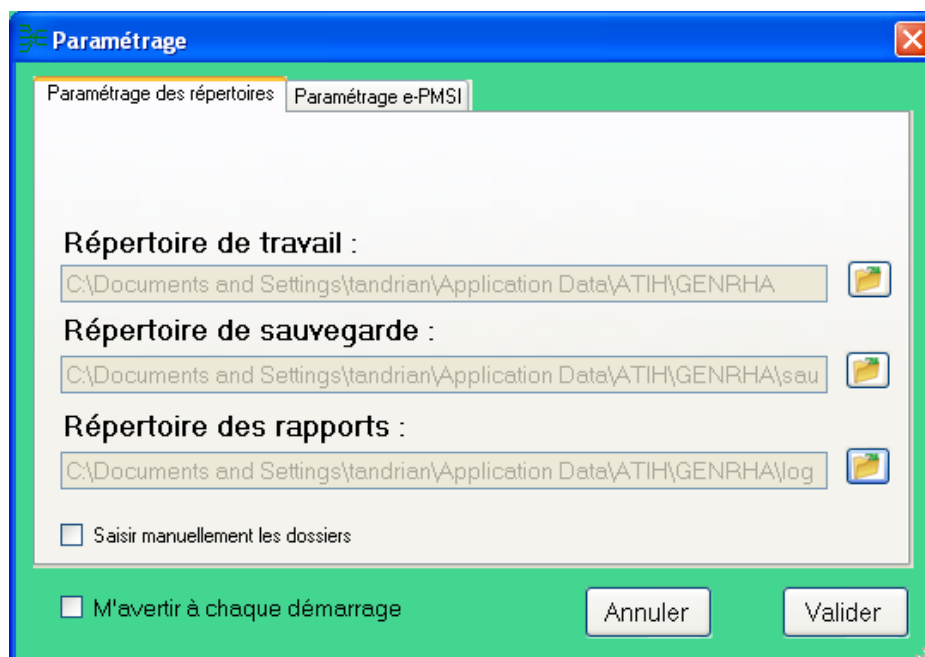 Paramétrage
Paramétrage des répertoires Paramétrage e-PMSI
Répertoire de travail :
C:\Documents and Settings\tandrian\Application Data\ATIH\GENRHA
Répertoire de sauvegarde :
C:\Documents and Settings\tandrian\Application Data\ATIH\GENRHA\sau
Répertoire des rapports :
C:\Documents and Settings\tandrian\Application Data\ATIH\GENRHA\log
Saisir manuellement les dossiers
M'avertir à chaque démarrage Annuler Valider